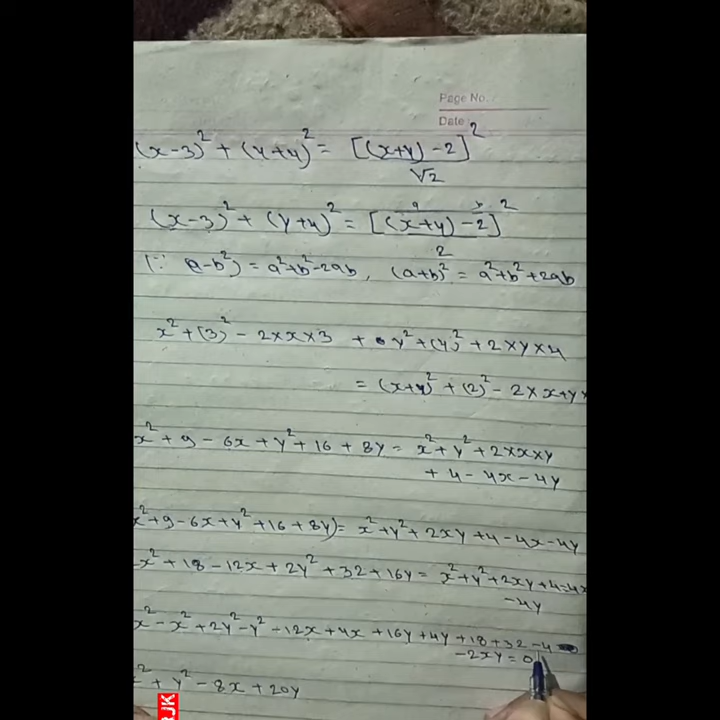 Page No.
Date
(x-3)² + (y+4)² = [(x+y) -2]²
√2
(x-3)² + (y+4)² = [(x+y) -2]²
2
(∵ (a-b²) = a²+b²-2ab, (a+b)² = a²+b²+2ab
x² + (3)² - 2×x×3 + y² + (4)² + 2×y×4
= (x+y)² + (2)² - 2×x+y×
x² + 9 - 6x + y² + 16 + 8y = x² + y² + 2×x×y
+ 4 - 4x - 4y
x²+9-6x+y²+16+8y) = x²+y²+2xy+4-4x-4y
x² + 18 - 12x + 2y² + 32 + 16y = x²+y²+2xy+4-4x
-4y
x² - x² + 2y² - y² - 12x + 4x + 16y + 4y + 18 + 32 - 4
-2xy = 0
² + y² - 8x + 20y
RJK